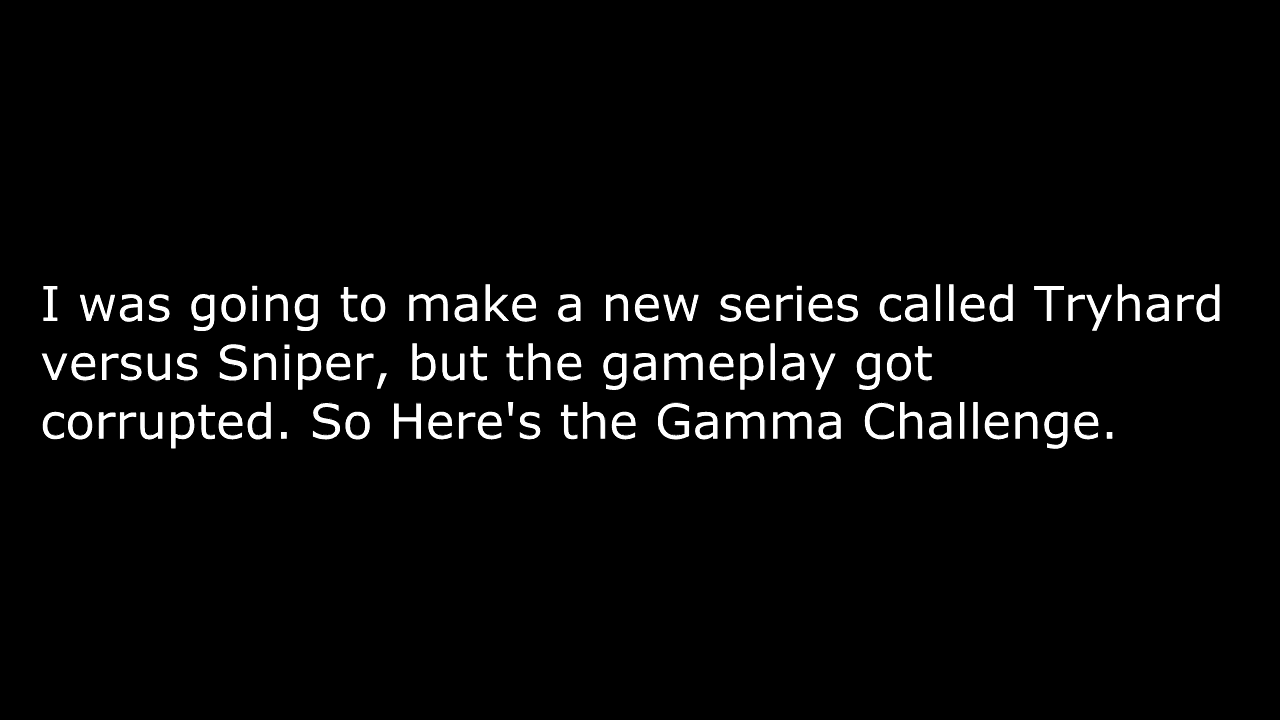 I was going to make a new series called Tryhard
versus Sniper, but the gameplay got
corrupted. So Here's the Gamma Challenge.